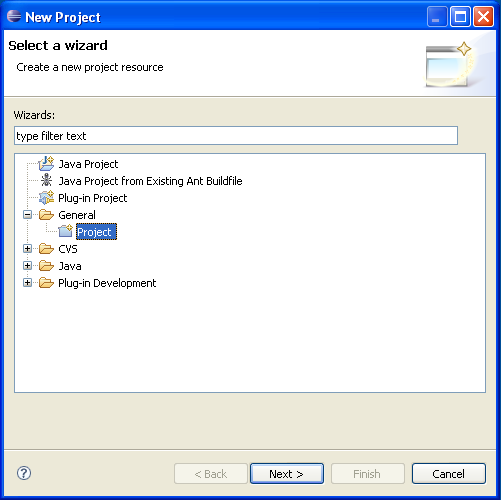 New Project
Select a wizard
Create a new project resource
Wizards:
type filter text
Java Project
Java Project from Existing Ant Buildfile
Plug-in Project
General
Project
CVS
Java
Plug-in Development
? < Back Next > Finish Cancel